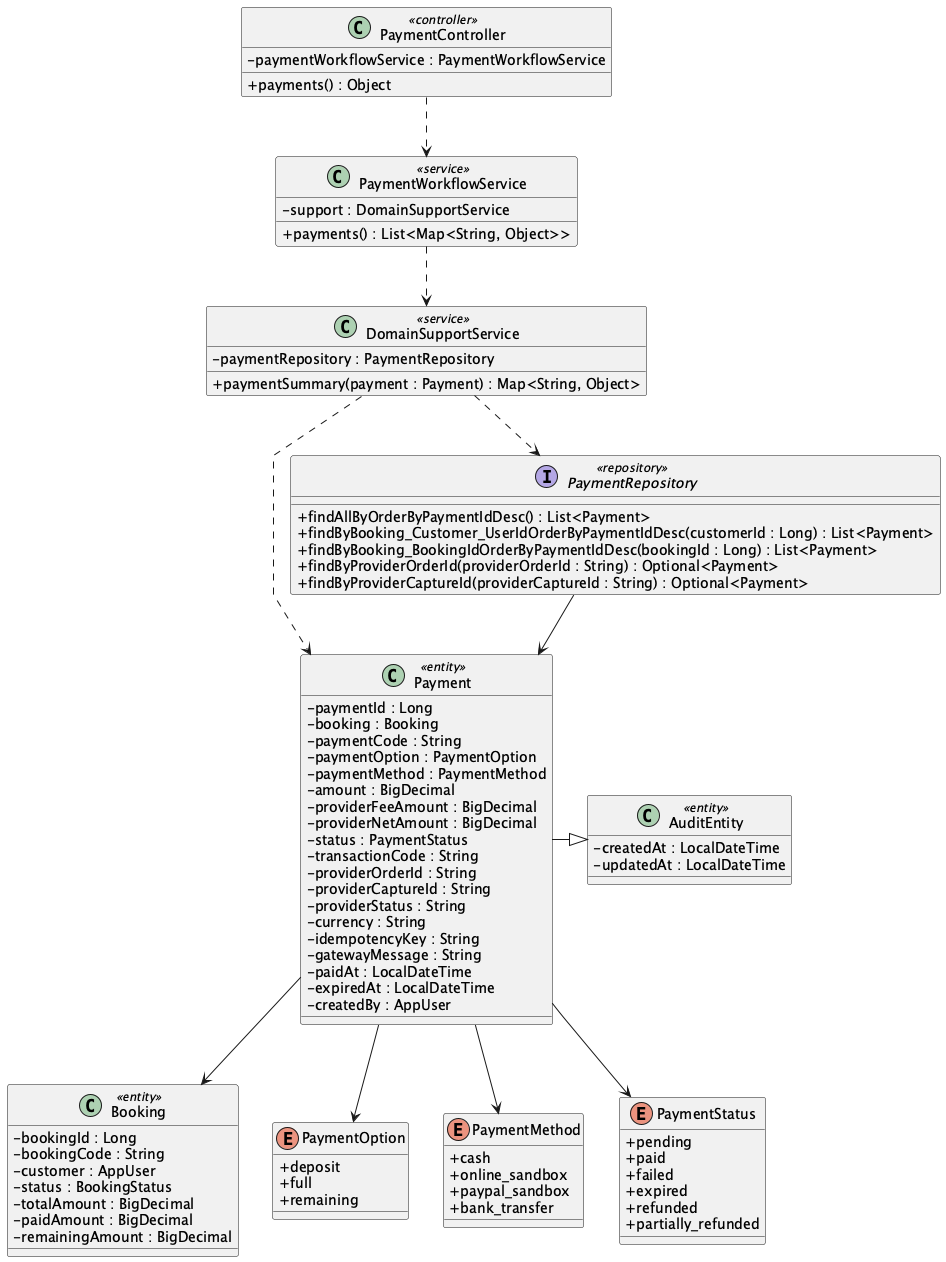 C
«controller»
PaymentController
-paymentWorkflowService : PaymentWorkflowService
+payments() : Object
C
«service»
PaymentWorkflowService
-support : DomainSupportService
+payments() : List<Map<String, Object>>
C
«service»
DomainSupportService
-paymentRepository : PaymentRepository
+paymentSummary(payment : Payment) : Map<String, Object>
I
«repository»
PaymentRepository
+findAllByOrderByPaymentIdDesc() : List<Payment>
+findByBooking_Customer_UserIdOrderByPaymentIdDesc(customerId : Long) : List<Payment>
+findByBooking_BookingIdOrderByPaymentIdDesc(bookingId : Long) : List<Payment>
+findByProviderOrderId(providerOrderId : String) : Optional<Payment>
+findByProviderCaptureId(providerCaptureId : String) : Optional<Payment>
C
«entity»
Payment
-paymentId : Long
-booking : Booking
-paymentCode : String
-paymentOption : PaymentOption
-paymentMethod : PaymentMethod
-amount : BigDecimal
-providerFeeAmount : BigDecimal
-providerNetAmount : BigDecimal
-status : PaymentStatus
-transactionCode : String
-providerOrderId : String
-providerCaptureId : String
-providerStatus : String
-currency : String
-idempotencyKey : String
-gatewayMessage : String
-paidAt : LocalDateTime
-expiredAt : LocalDateTime
-createdBy : AppUser
C
«entity»
AuditEntity
-createdAt : LocalDateTime
-updatedAt : LocalDateTime
C
«entity»
Booking
-bookingId : Long
-bookingCode : String
-customer : AppUser
-status : BookingStatus
-totalAmount : BigDecimal
-paidAmount : BigDecimal
-remainingAmount : BigDecimal
E
PaymentOption
+deposit
+full
+remaining
E
PaymentMethod
+cash
+online_sandbox
+paypal_sandbox
+bank_transfer
E
PaymentStatus
+pending
+paid
+failed
+expired
+refunded
+partially_refunded